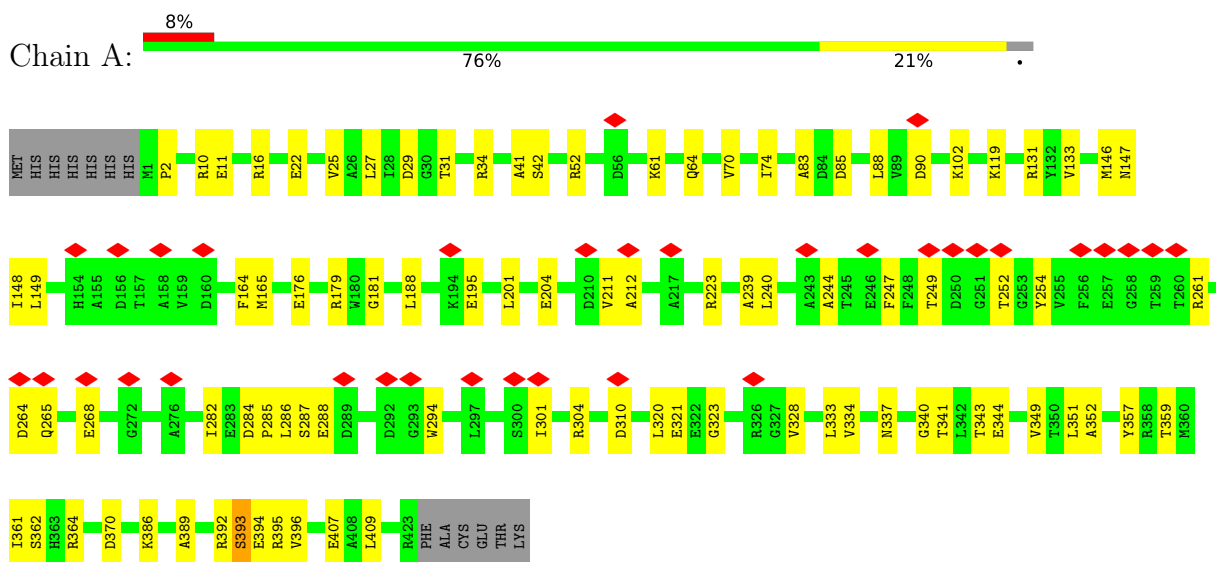 8%
Chain A:
76% 21% •
MET HIS HIS HIS HIS HIS HIS M1 P2 R10 E11 R16 E22 V25 A26 L27 I28 D29 G30 T31 R34 A41 S42 R52 D56 K61 Q64 V70 I74 A83 D84 D85 L88 V89 D90 K102 K119 R131 Y132 V133 M146 N147
I148 L149 H154 A155 D156 T157 A158 V159 D160 F164 M165 E176 R179 W180 G181 L188 K194 E195 L201 E204 D210 V211 A212 A217 R223 A239 L240 A243 A244 T245 E246 F247 F248 T249 D250 G251 T252 G253 Y254 V255 F256 E257 G258 T259 T260 R261
D264 Q265 E268 G272 A276 I282 E283 D284 P285 L286 S287 E288 D289 D292 G293 W294 L297 S300 I301 R304 D310 L320 E321 E322 G323 R326 G327 V328 L333 V334 N337 G340 T341 L342 T343 E344 V349 T350 L351 A352 Y357 R358 T359 M360
I361 S362 H363 R364 D370 K386 A389 R392 S393 E394 R395 V396 E407 A408 L409 R423 PHE ALA CYS GLU THR LYS